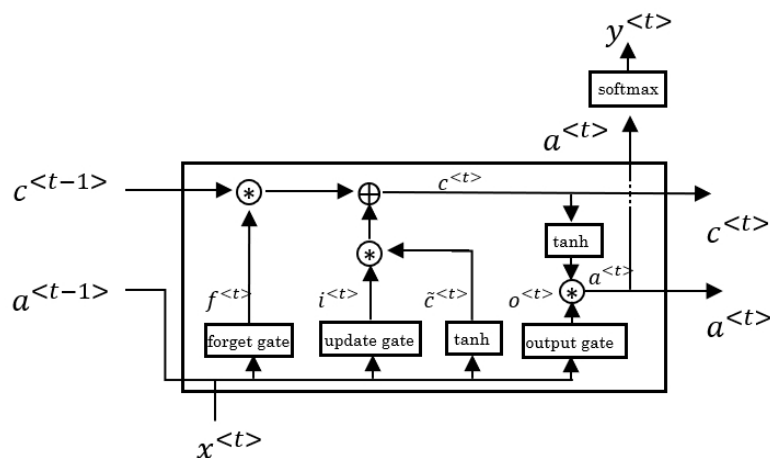 y<t>
softmax
a<t>
c<t−1>
c<t>
c<t>
tanh
a<t−1>
f<t>
i<t>
c̃<t>
o<t>
a<t>
a<t>
forget gate
update gate
tanh
output gate
x<t>
*
*
*